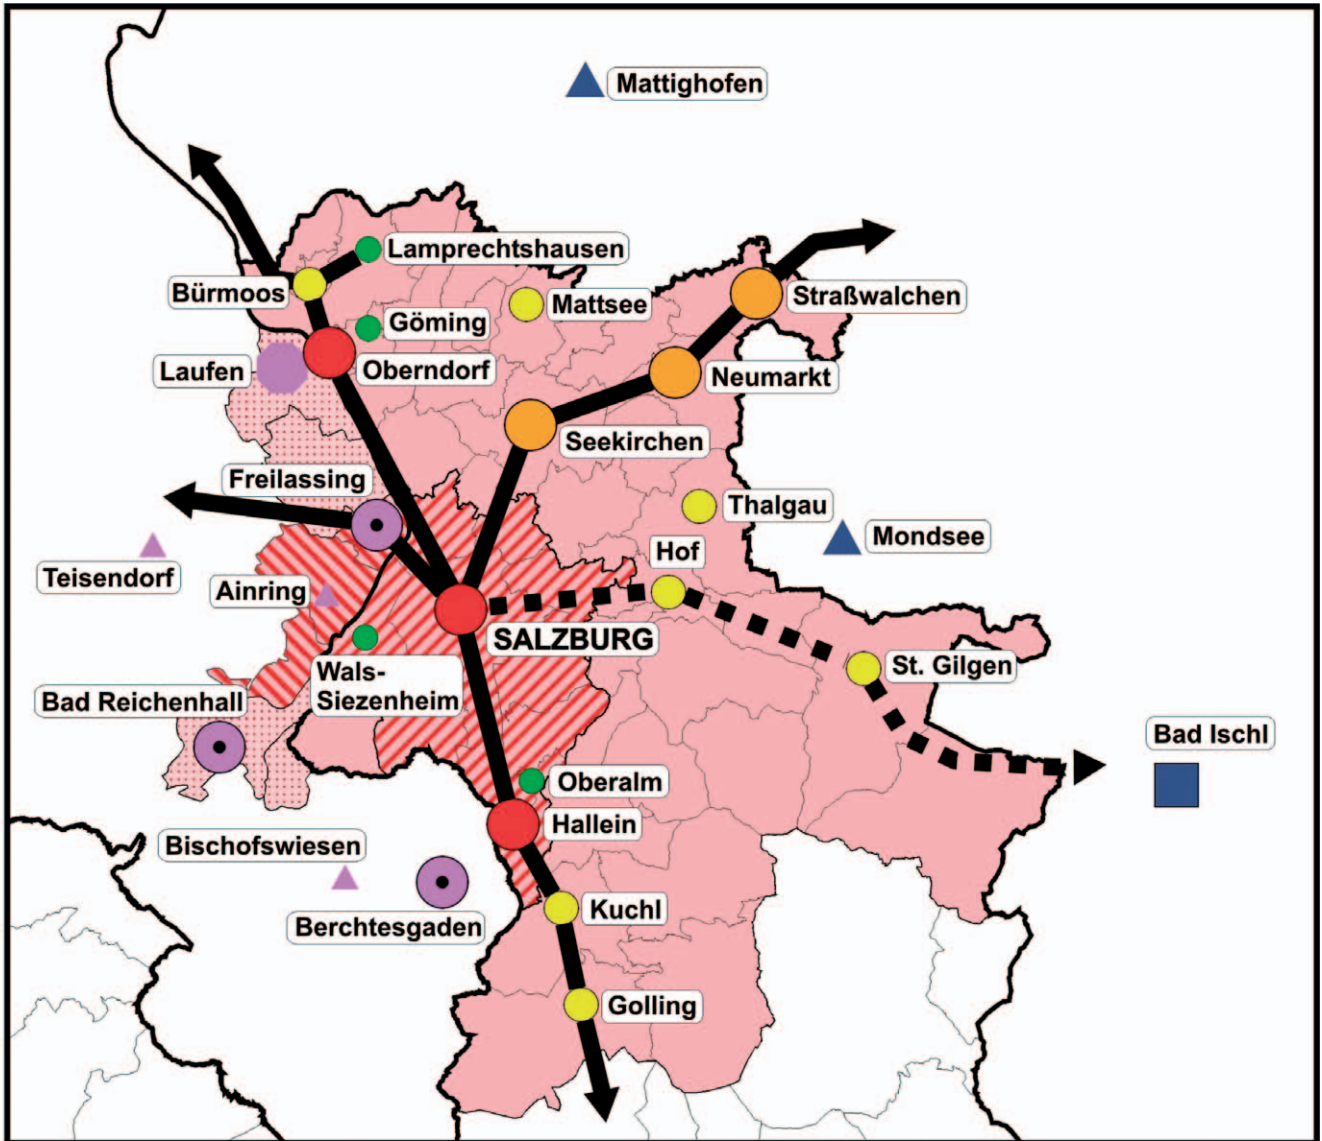 Mattighofen
Lamprechtshausen
Bürmoos
Mattsee
Straßwalchen
Göming
Laufen
Oberndorf
Neumarkt
Seekirchen
Freilassing
Thalgau
Mondsee
Hof
Teisendorf
Ainring
SALZBURG
St. Gilgen
Wals-
Siezenheim
Bad Reichenhall
Bad Ischl
Oberalm
Hallein
Bischofswiesen
Kuchl
Berchtesgaden
Golling